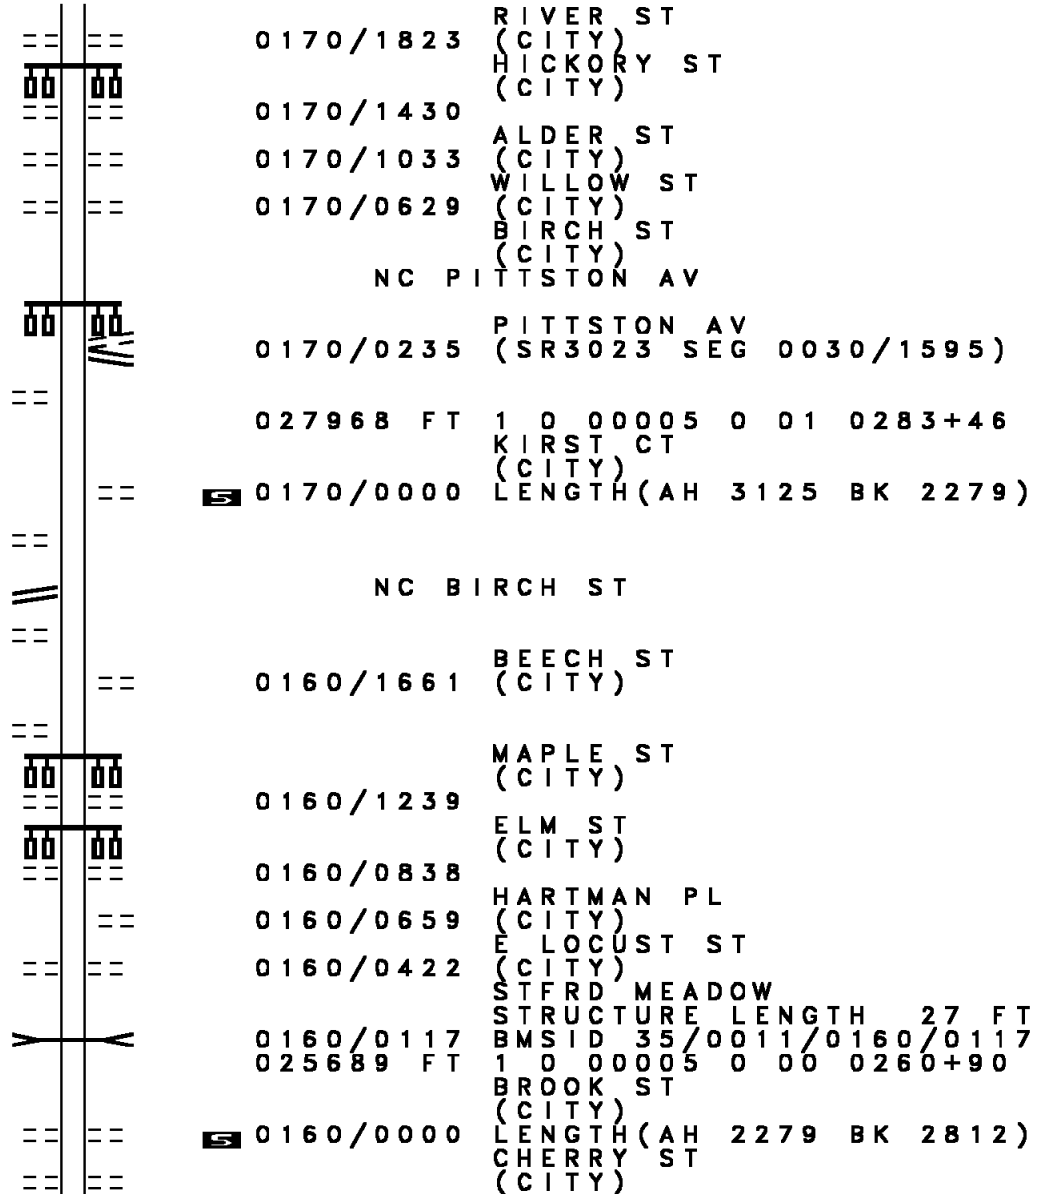 RIVER ST
0170/1823 (CITY)
HICKORY ST
(CITY)
0170/1430
ALDER ST
0170/1033 (CITY)
WILLOW ST
0170/0629 (CITY)
BIRCH ST
(CITY)
NC PITTSTON AV
PITTSTON AV
0170/0235 (SR3023 SEG 0030/1595)
027968 FT 1 0 00005 0 01 0283+46
KIRST CT
(CITY)
S 0170/0000 LENGTH(AH 3125 BK 2279)
NC BIRCH ST
BEECH ST
0160/1661 (CITY)
MAPLE ST
(CITY)
0160/1239
ELM ST
(CITY)
0160/0838
HARTMAN PL
0160/0659 (CITY)
E LOCUST ST
0160/0422 (CITY)
STFRD MEADOW
STRUCTURE LENGTH 27 FT
0160/0117 BMSID 35/0011/0160/0117
025689 FT 1 0 00005 0 00 0260+90
BROOK ST
(CITY)
S 0160/0000 LENGTH(AH 2279 BK 2812)
CHERRY ST
(CITY)